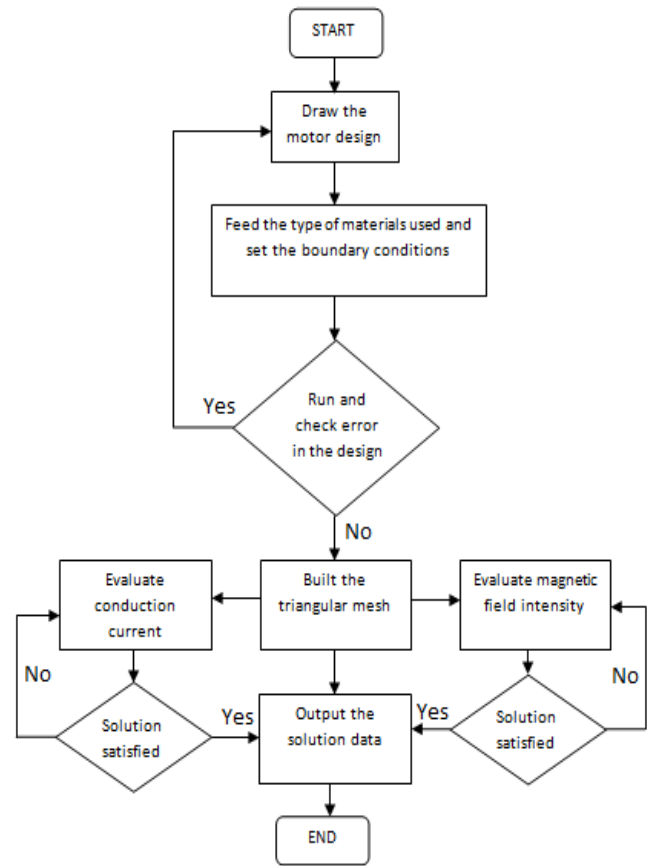 START
Draw the
motor design
Feed the type of materials used and
set the boundary conditions
Yes
Run and
check error
in the design
No
Evaluate
conduction
current
Built the
triangular mesh
Evaluate magnetic
field intensity
No
No
Solution
satisfied
Yes
Output the
solution data
Yes
Solution
satisfied
END